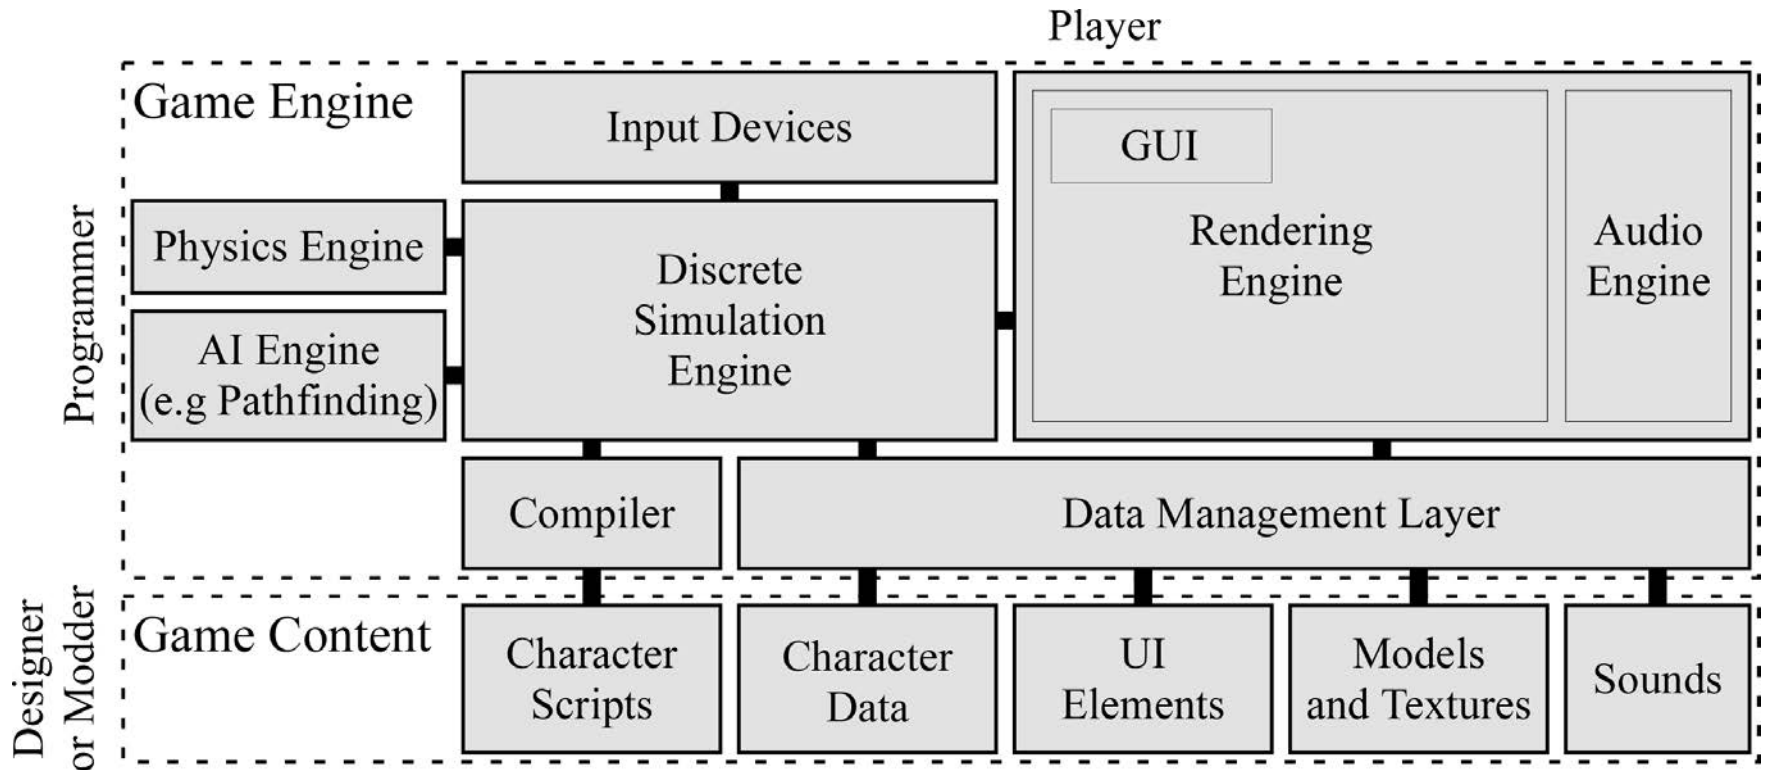 Player
Game Engine
Input Devices
GUI
Rendering
Engine
Audio
Engine
Programmer
Physics Engine
Discrete
Simulation
Engine
AI Engine
(e.g Pathfinding)
Compiler
Data Management Layer
Designer
or Modder
Game Content
Character
Scripts
Character
Data
UI
Elements
Models
and Textures
Sounds